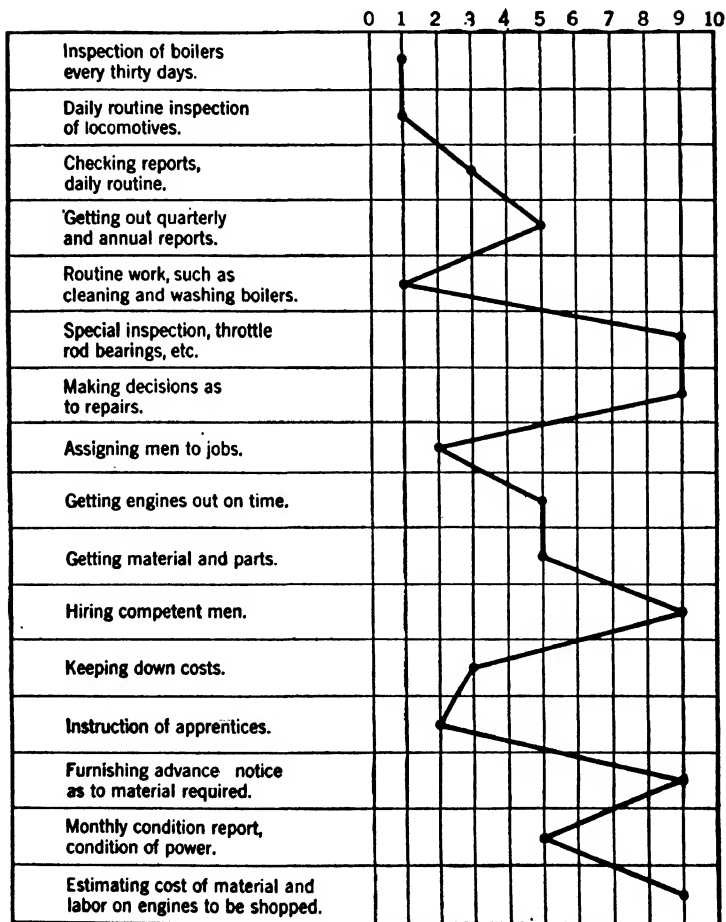 0 1 2 3 4 5 6 7 8 9 10
Inspection of boilers
every thirty days.
Daily routine inspection
of locomotives.
Checking reports,
daily routine.
Getting out quarterly
and annual reports.
Routine work, such as
cleaning and washing boilers.
Special inspection, throttle
rod bearings, etc.
Making decisions as
to repairs.
Assigning men to jobs.
Getting engines out on time.
Getting material and parts.
Hiring competent men.
Keeping down costs.
Instruction of apprentices.
Furnishing advance notice
as to material required.
Monthly condition report,
condition of power.
Estimating cost of material and
labor on engines to be shopped.